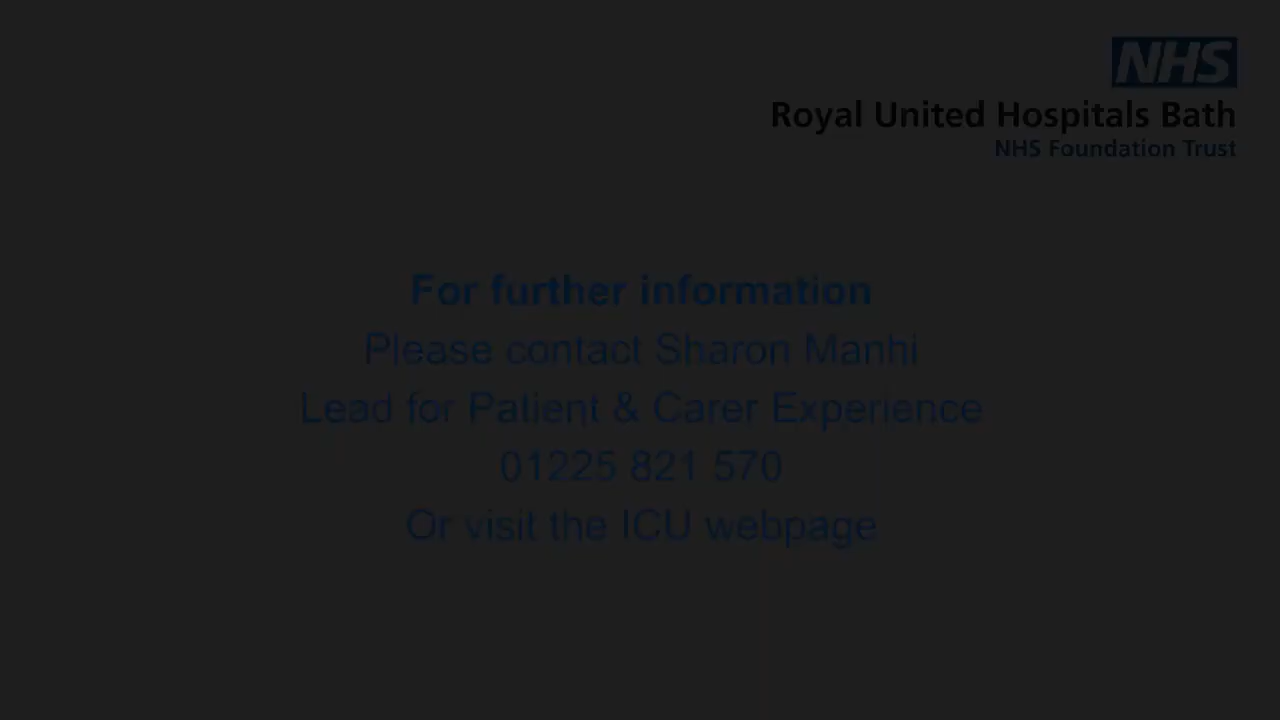 NHS
Royal United Hospitals Bath
NHS Foundation Trust
For further information
Please contact Sharon Manhi
Lead for Patient & Carer Experience
01225 821 570
Or visit the ICU webpage